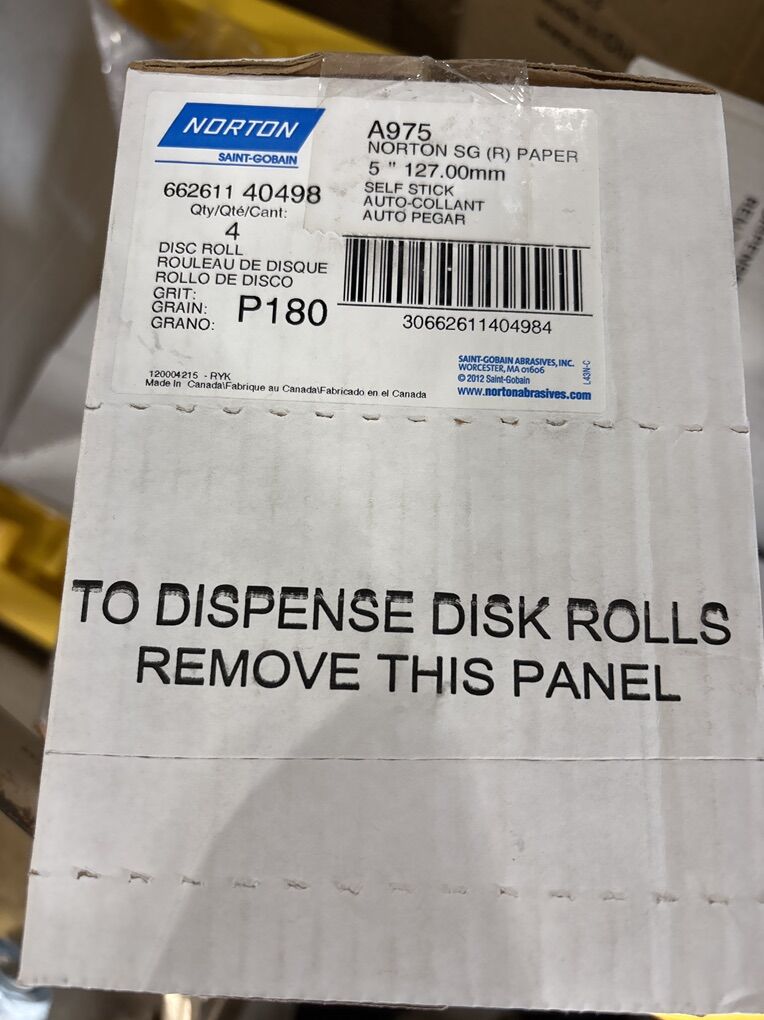 NORTON
SAINT-GOBAIN
662611 40498
Qty/Qté/Cant:
4
DISC ROLL
ROULEAU DE DISQUE
ROLLO DE DISCO
GRIT:
GRAIN:
GRANO:
P180
A975
NORTON SG (R) PAPER
5 " 127.00mm
SELF STICK
AUTO-COLLANT
AUTO PEGAR
30662611404984
120004215 - RYK
Made In Canada\Fabrique au Canada\Fabricado en el Canada
SAINT-GOBAIN ABRASIVES, INC.
WORCESTER, MA 01606
© 2012 Saint-Gobain
www.nortonabrasives.com
L43N-C
TO DISPENSE DISK ROLLS
REMOVE THIS PANEL